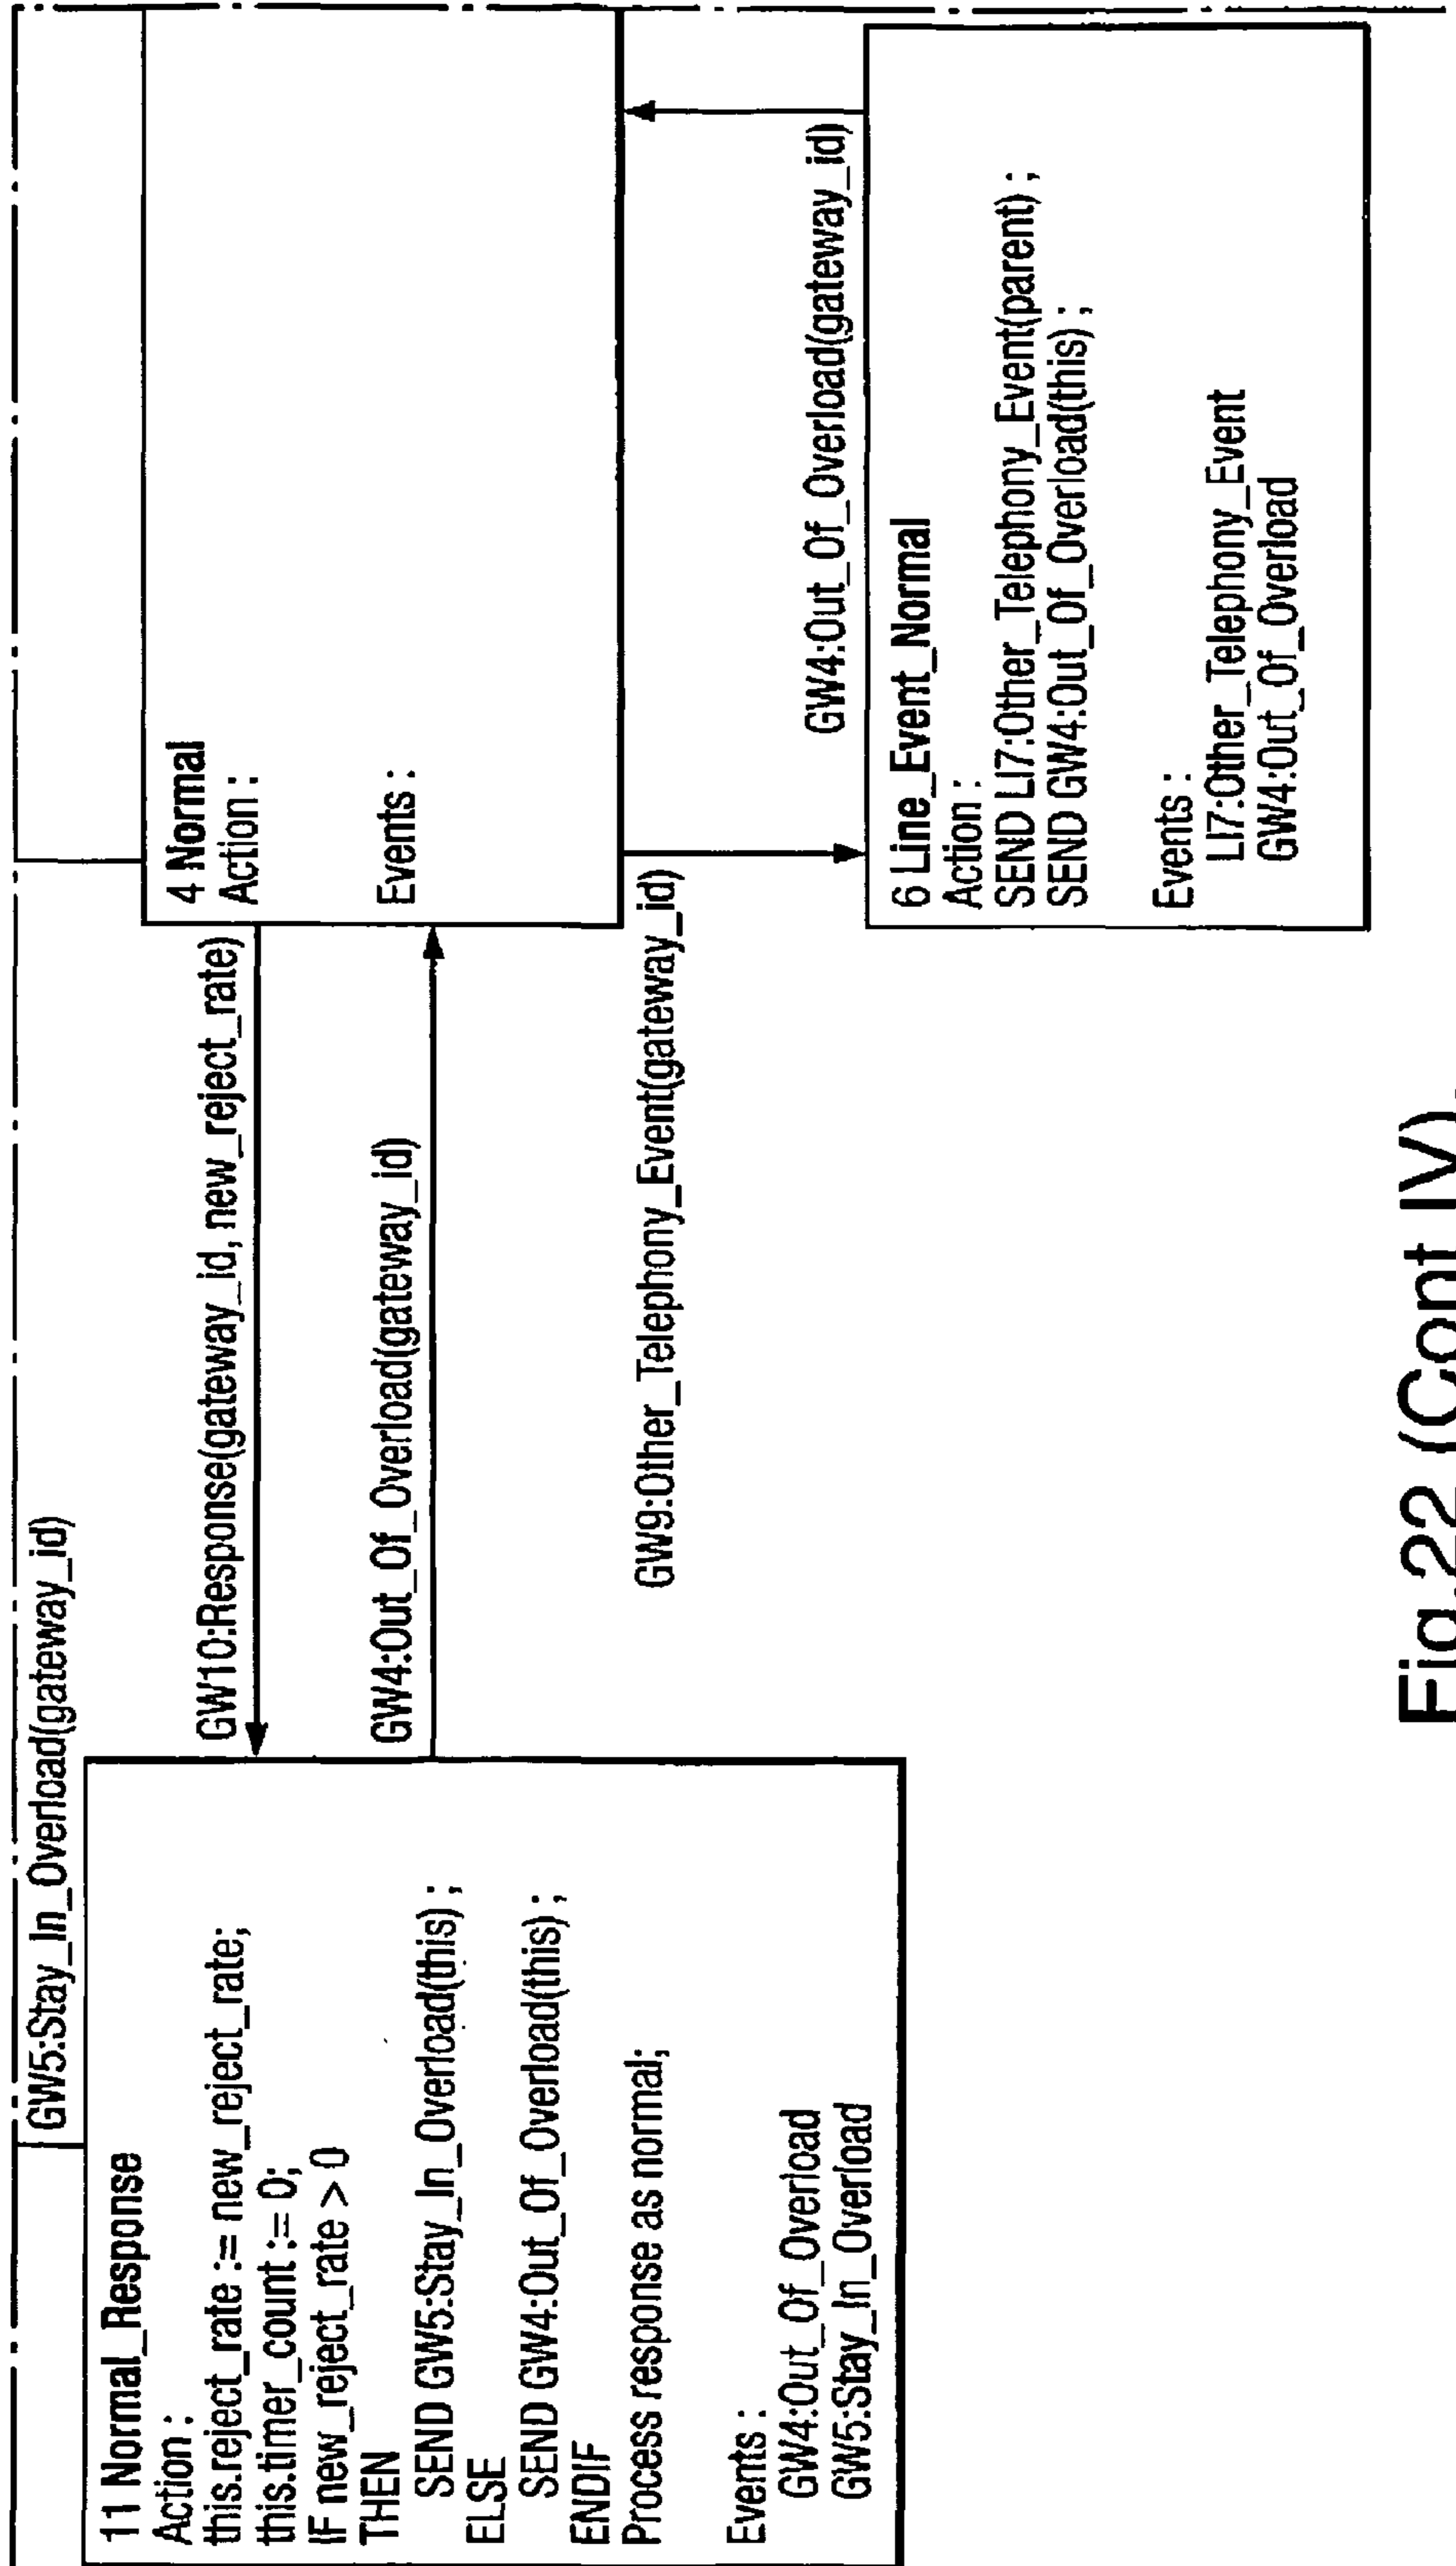 GW5:Stay_In_Overload(gateway_id)
11 Normal_Response
Action :
this.reject_rate := new_reject_rate;
this.timer_count := 0;
IF new_reject_rate > 0
THEN
SEND GW5:Stay_In_Overload(this) ;
ELSE
SEND GW4:Out_Of_Overload(this) ;
ENDIF
Process response as normal;
Events :
GW4:Out_Of_Overload
GW5:Stay_In_Overload
GW10:Response(gateway_id, new_reject_rate)
GW4:Out_Of_Overload(gateway_id)
4 Normal
Action :
Events :
GW9:Other_Telephony_Event(gateway_id)
GW4:Out_Of_Overload(gateway_id)
6 Line_Event_Normal
Action :
SEND LI7:Other_Telephony_Event(parent) ;
SEND GW4:Out_Of_Overload(this) ;
Events :
LI7:Other_Telephony_Event
GW4:Out_Of_Overload
Fig.22 (Cont IV).